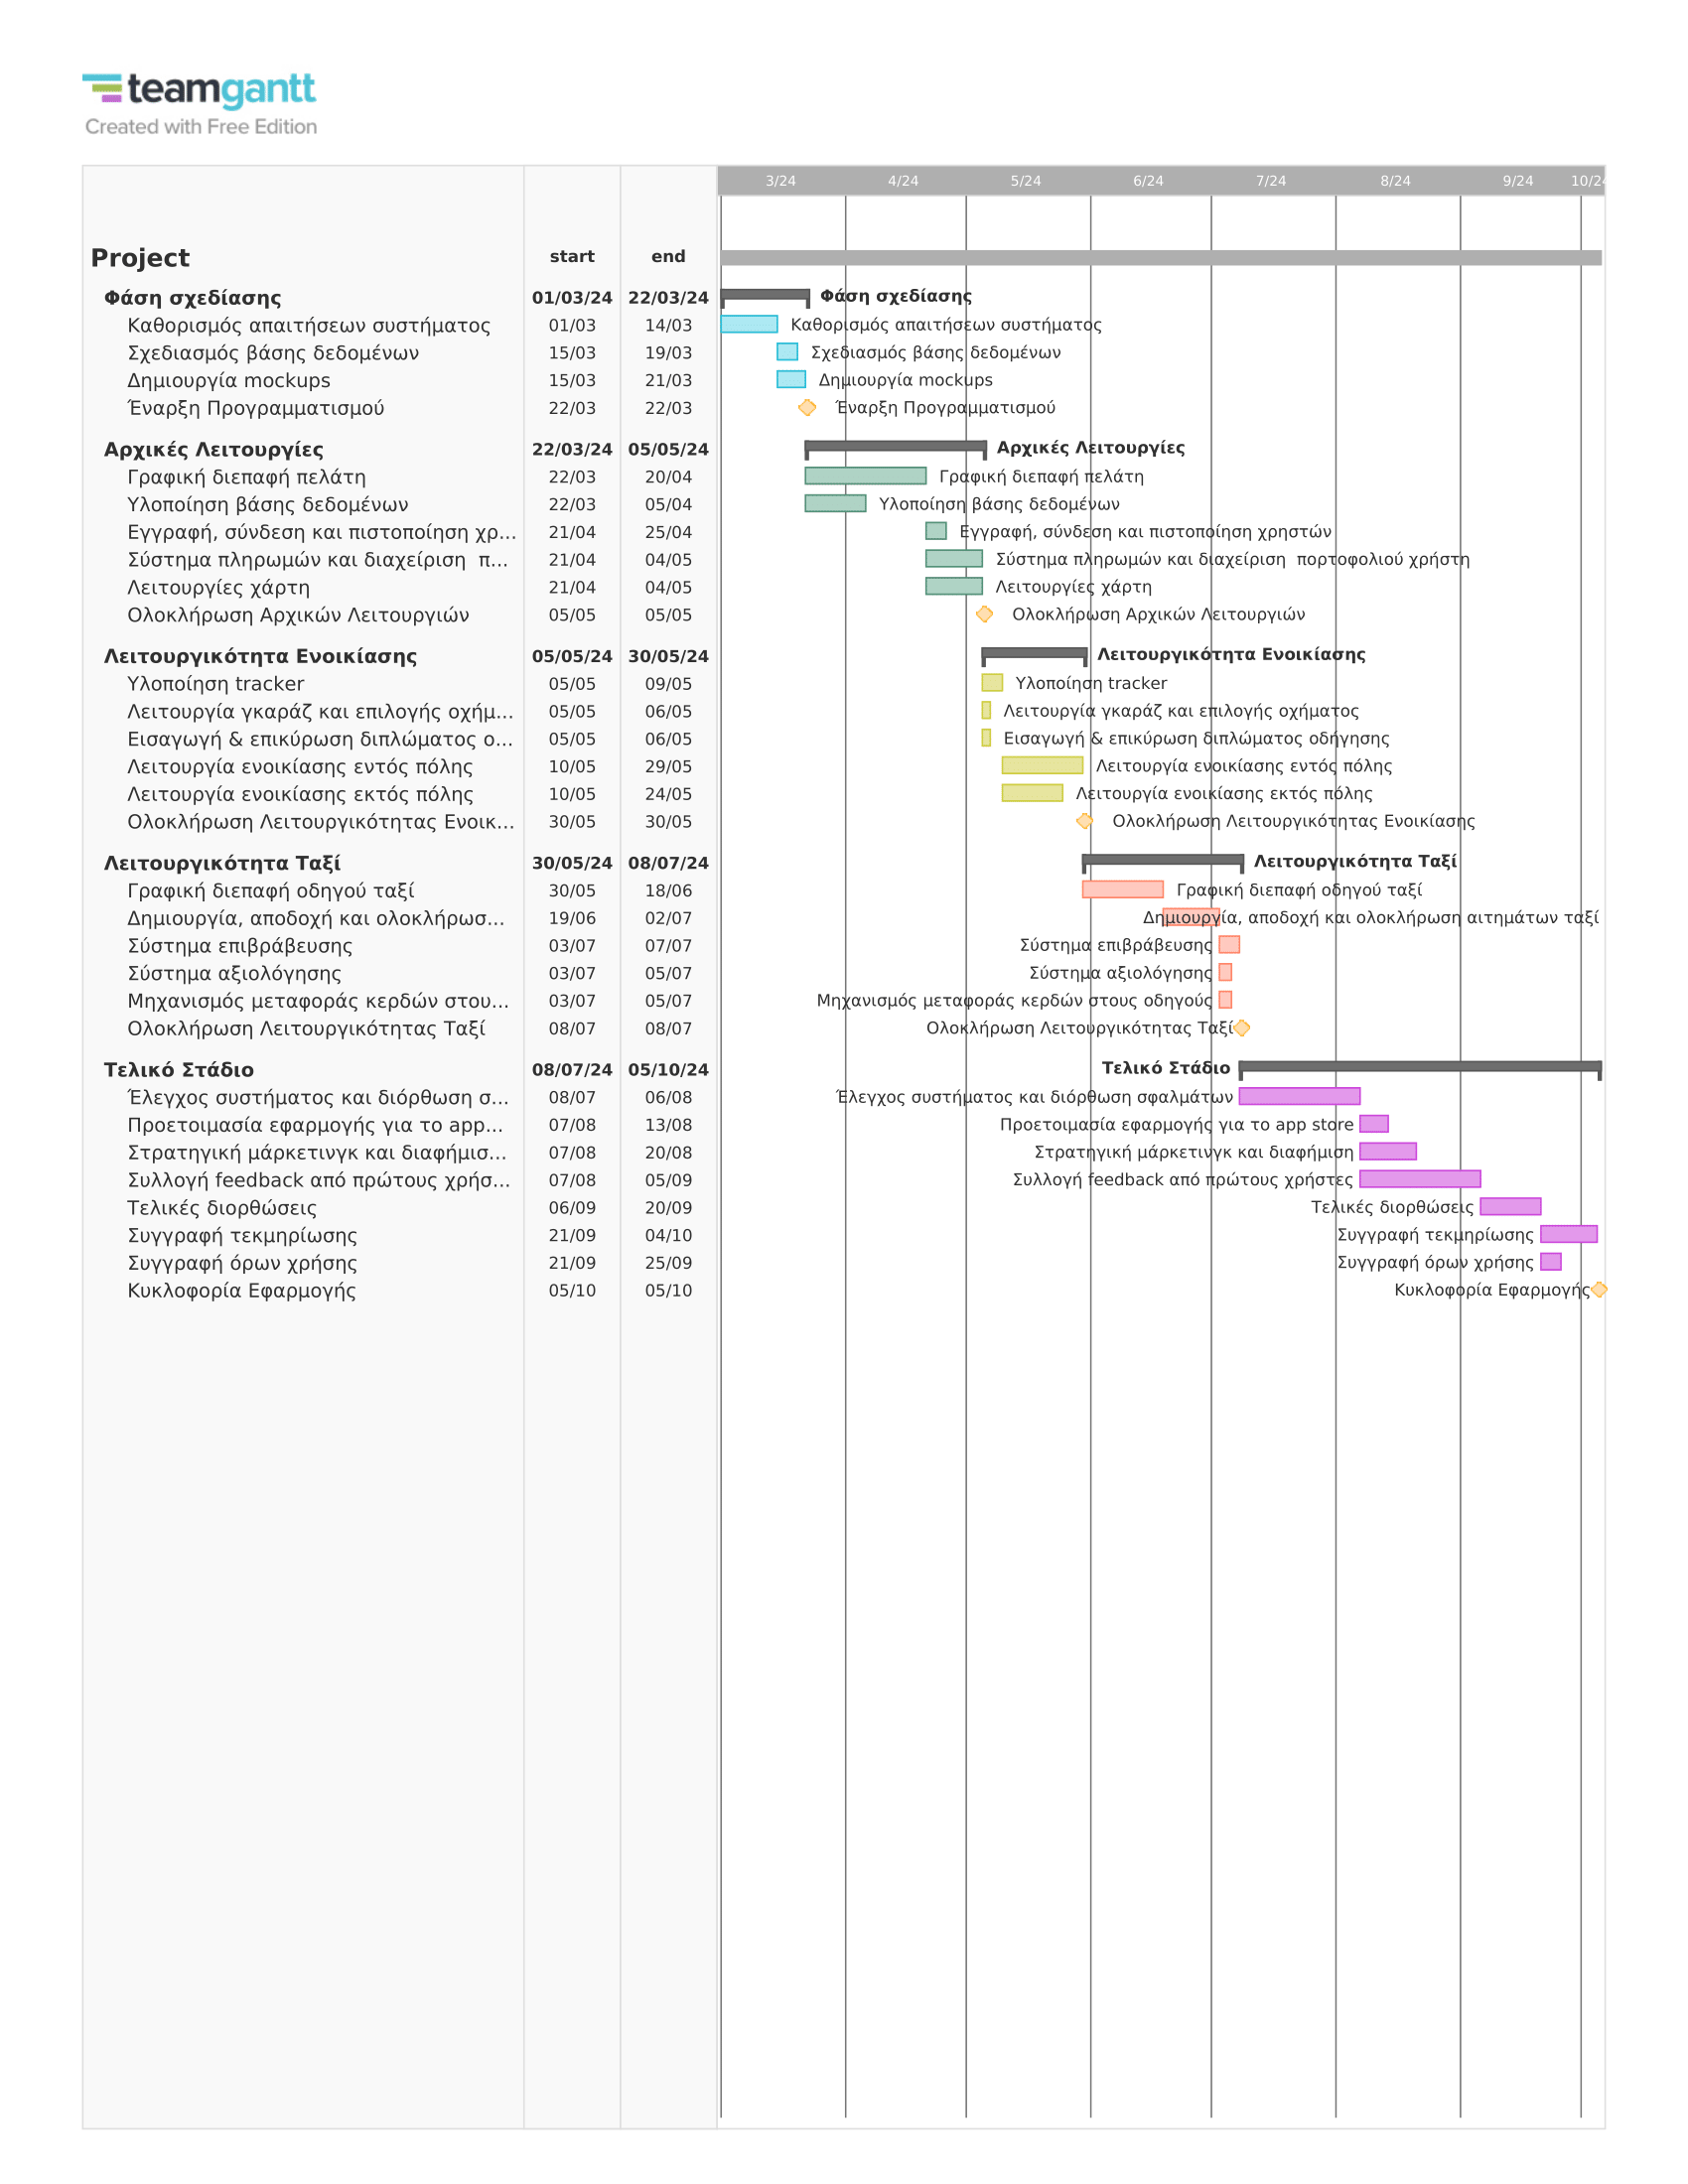 teamgantt
Created with Free Edition
3/24 4/24 5/24 6/24 7/24 8/24 9/24 10/24
Project start end
Φάση σχεδίασης 01/03/24 22/03/24 Φάση σχεδίασης
Καθορισμός απαιτήσεων συστήματος 01/03 14/03 Καθορισμός απαιτήσεων συστήματος
Σχεδιασμός βάσης δεδομένων 15/03 19/03 Σχεδιασμός βάσης δεδομένων
Δημιουργία mockups 15/03 21/03 Δημιουργία mockups
Έναρξη Προγραμματισμού 22/03 22/03 Έναρξη Προγραμματισμού
Αρχικές Λειτουργίες 22/03/24 05/05/24 Αρχικές Λειτουργίες
Γραφική διεπαφή πελάτη 22/03 20/04 Γραφική διεπαφή πελάτη
Υλοποίηση βάσης δεδομένων 22/03 05/04 Υλοποίηση βάσης δεδομένων
Εγγραφή, σύνδεση και πιστοποίηση χρ... 21/04 25/04 Εγγραφή, σύνδεση και πιστοποίηση χρηστών
Σύστημα πληρωμών και διαχείριση π... 21/04 04/05 Σύστημα πληρωμών και διαχείριση πορτοφολιού χρήστη
Λειτουργίες χάρτη 21/04 04/05 Λειτουργίες χάρτη
Ολοκλήρωση Αρχικών Λειτουργιών 05/05 05/05 Ολοκλήρωση Αρχικών Λειτουργιών
Λειτουργικότητα Ενοικίασης 05/05/24 30/05/24 Λειτουργικότητα Ενοικίασης
Υλοποίηση tracker 05/05 09/05 Υλοποίηση tracker
Λειτουργία γκαράζ και επιλογής οχήμ... 05/05 06/05 Λειτουργία γκαράζ και επιλογής οχήματος
Εισαγωγή & επικύρωση διπλώματος ο... 05/05 06/05 Εισαγωγή & επικύρωση διπλώματος οδήγησης
Λειτουργία ενοικίασης εντός πόλης 10/05 29/05 Λειτουργία ενοικίασης εντός πόλης
Λειτουργία ενοικίασης εκτός πόλης 10/05 24/05 Λειτουργία ενοικίασης εκτός πόλης
Ολοκλήρωση Λειτουργικότητας Ενοικ... 30/05 30/05 Ολοκλήρωση Λειτουργικότητας Ενοικίασης
Λειτουργικότητα Ταξί 30/05/24 08/07/24 Λειτουργικότητα Ταξί
Γραφική διεπαφή οδηγού ταξί 30/05 18/06 Γραφική διεπαφή οδηγού ταξί
Δημιουργία, αποδοχή και ολοκλήρωσ... 19/06 02/07 Δημιουργία, αποδοχή και ολοκλήρωση αιτημάτων ταξί
Σύστημα επιβράβευσης 03/07 07/07 Σύστημα επιβράβευσης
Σύστημα αξιολόγησης 03/07 05/07 Σύστημα αξιολόγησης
Μηχανισμός μεταφοράς κερδών στου... 03/07 05/07 Μηχανισμός μεταφοράς κερδών στους οδηγούς
Ολοκλήρωση Λειτουργικότητας Ταξί 08/07 08/07 Ολοκλήρωση Λειτουργικότητας Ταξί
Τελικό Στάδιο 08/07/24 05/10/24 Τελικό Στάδιο
Έλεγχος συστήματος και διόρθωση σ... 08/07 06/08 Έλεγχος συστήματος και διόρθωση σφαλμάτων
Προετοιμασία εφαρμογής για το app... 07/08 13/08 Προετοιμασία εφαρμογής για το app store
Στρατηγική μάρκετινγκ και διαφήμισ... 07/08 20/08 Στρατηγική μάρκετινγκ και διαφήμιση
Συλλογή feedback από πρώτους χρήσ... 07/08 05/09 Συλλογή feedback από πρώτους χρήστες
Τελικές διορθώσεις 06/09 20/09 Τελικές διορθώσεις
Συγγραφή τεκμηρίωσης 21/09 04/10 Συγγραφή τεκμηρίωσης
Συγγραφή όρων χρήσης 21/09 25/09 Συγγραφή όρων χρήσης
Κυκλοφορία Εφαρμογής 05/10 05/10 Κυκλοφορία Εφαρμογής